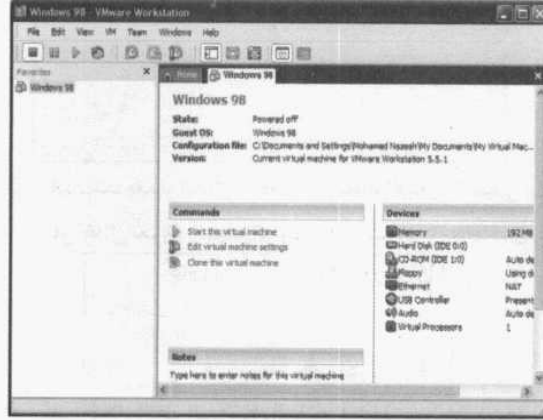 Windows 98 - VMware Workstation
File Edit View VM Team Windows Help
Favorites ×
Windows 98
Home Windows 98 ×
Windows 98
State: Powered off
Guest OS: Windows 98
Configuration file: C:\Documents and Settings\Mohamed Nazeeh\My Documents\My Virtual Mac...
Version: Current virtual machine for VMware Workstation 5.5.1
Commands
Start this virtual machine
Edit virtual machine settings
Clone this virtual machine
Devices
Memory 192 MB
Hard Disk (IDE 0:0)
CD-ROM (IDE 1:0) Auto de
Floppy Using d
Ethernet NAT
USB Controller Present
Audio Auto de
Virtual Processors 1
Notes
Type here to enter notes for this virtual machine